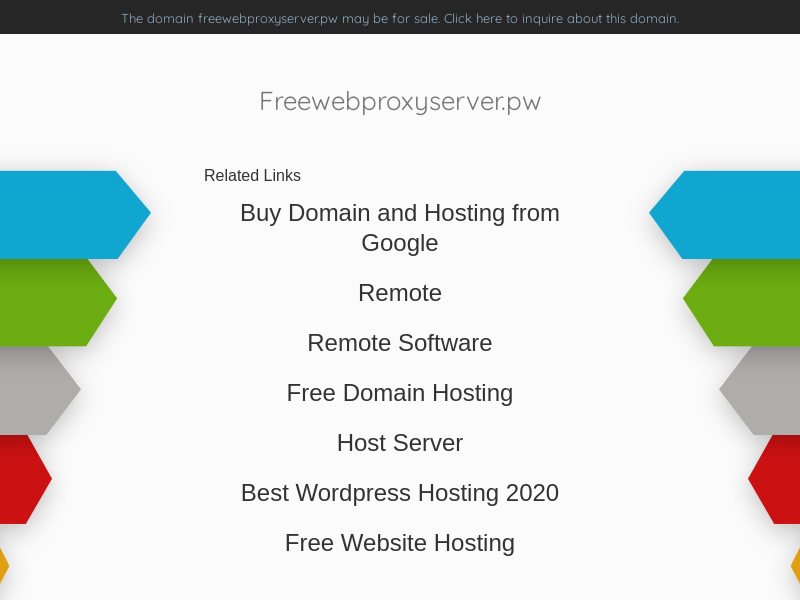 The domain freewebproxyserver.pw may be for sale. Click here to inquire about this domain.
Freewebproxyserver.pw
Related Links
Buy Domain and Hosting from
Google
Remote
Remote Software
Free Domain Hosting
Host Server
Best Wordpress Hosting 2020
Free Website Hosting